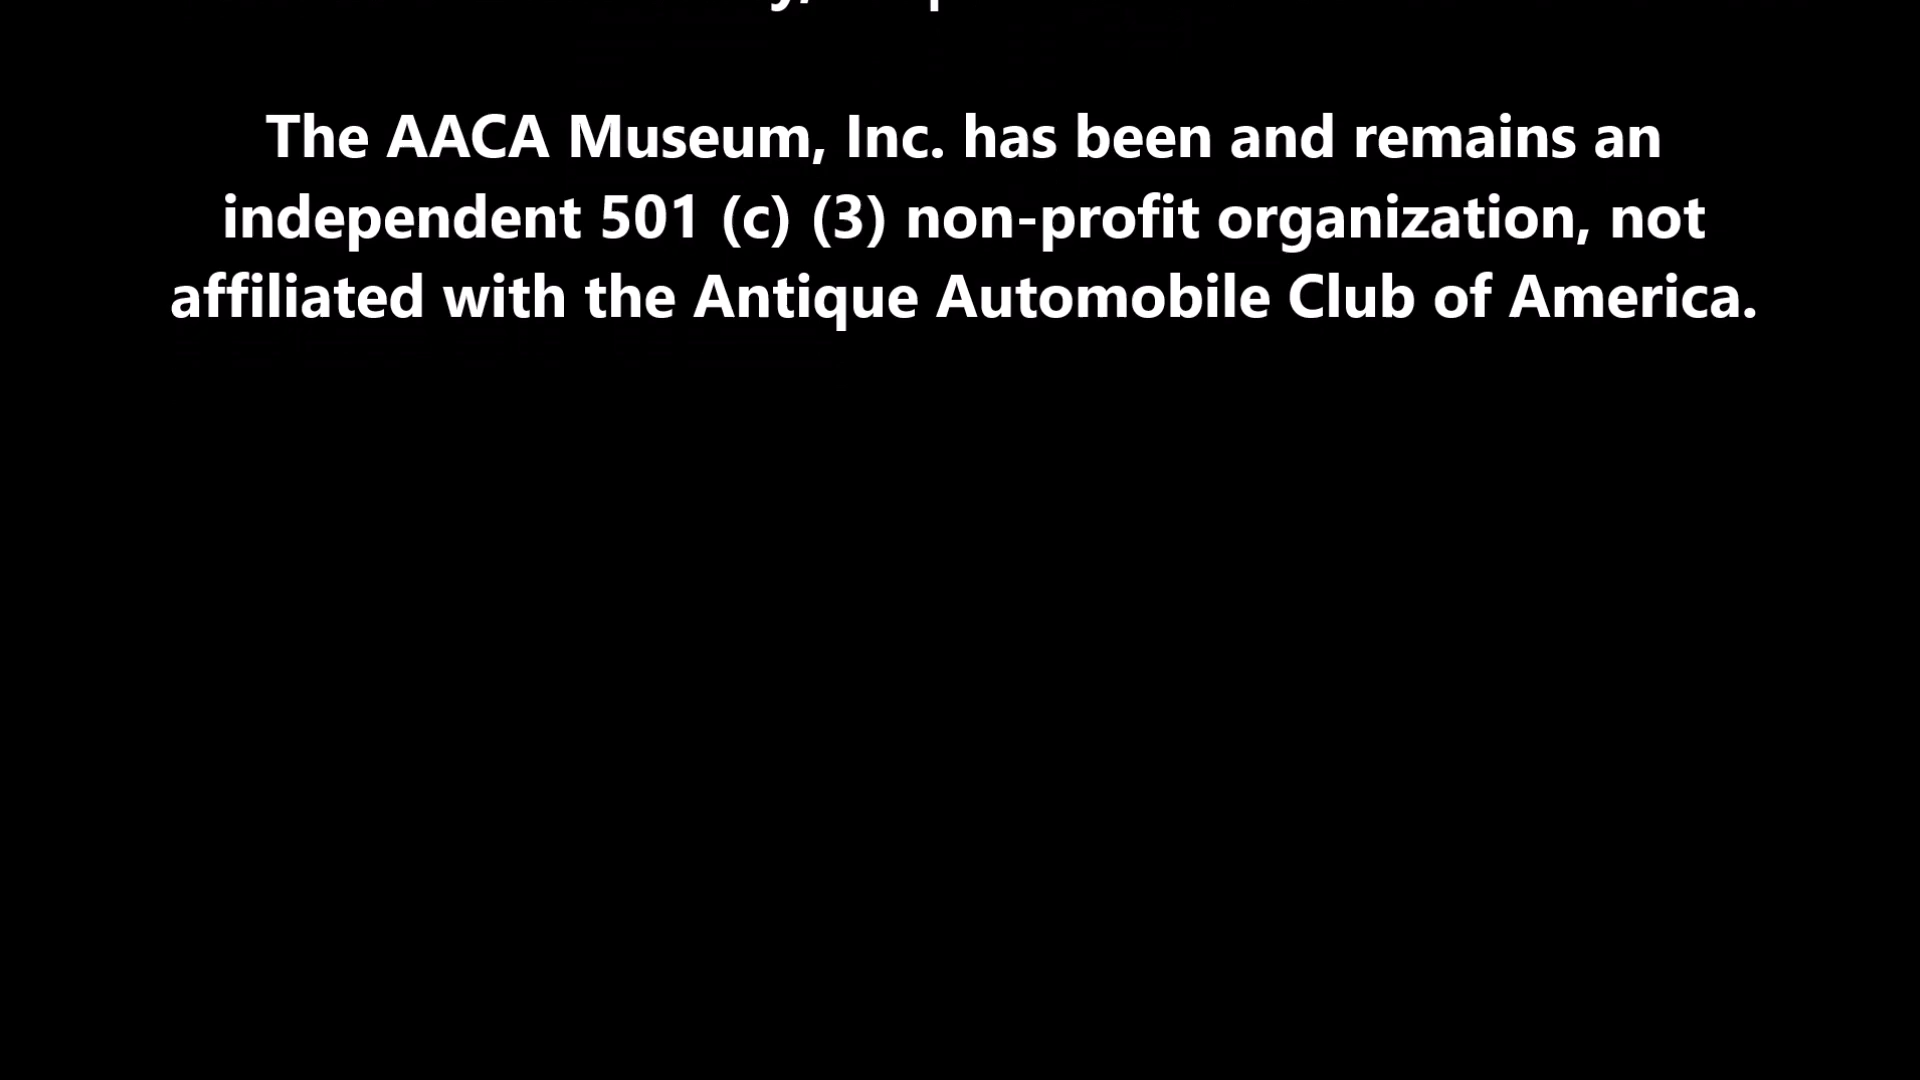 The AACA Museum, Inc. has been and remains an
independent 501 (c) (3) non-profit organization, not
affiliated with the Antique Automobile Club of America.